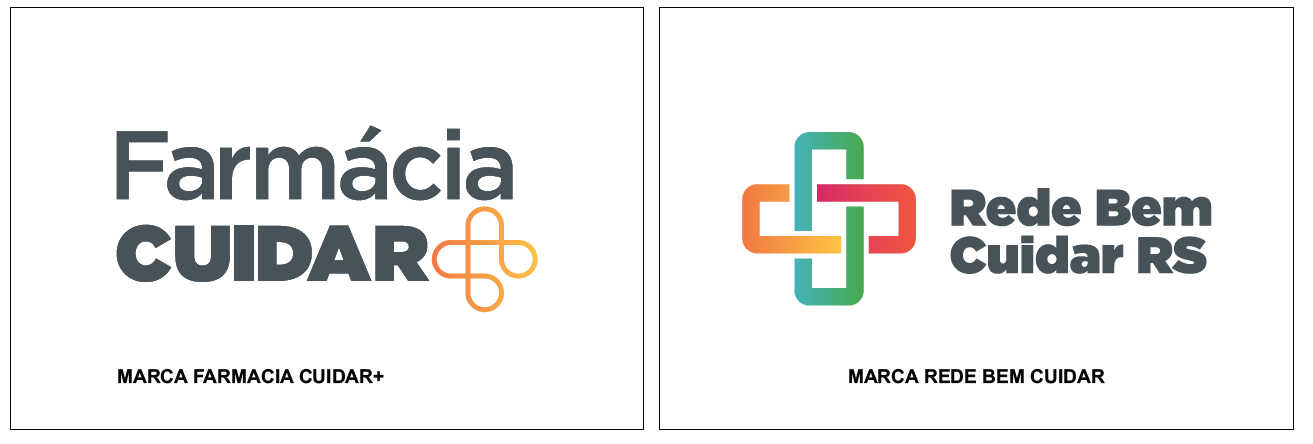 Farmácia
CUIDAR
MARCA FARMACIA CUIDAR+
Rede Bem
Cuidar RS
MARCA REDE BEM CUIDAR